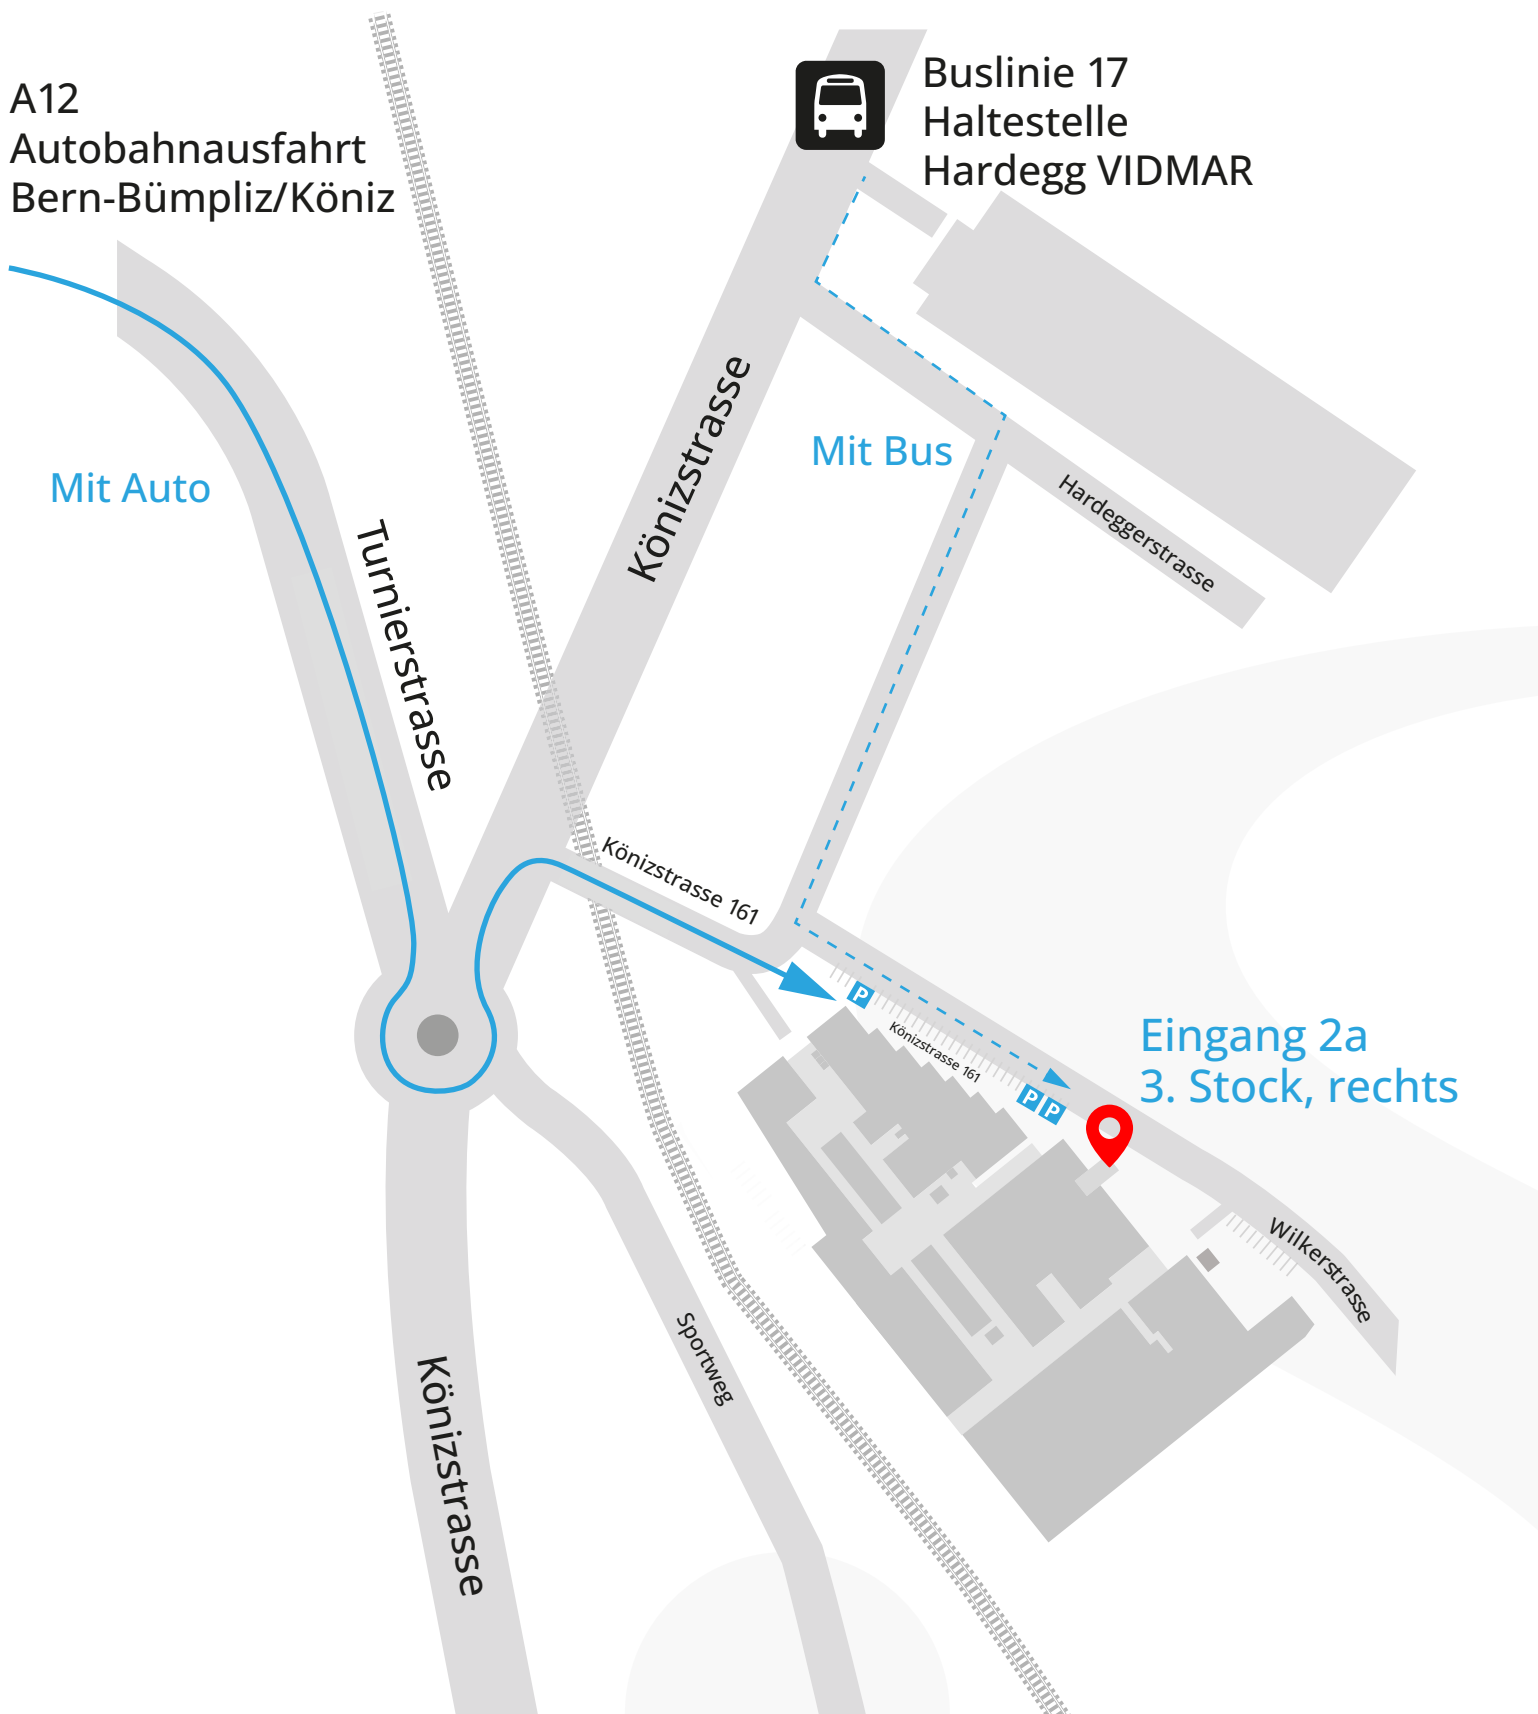 A12
Autobahnausfahrt
Bern-Bümpliz/Köniz
Buslinie 17
Haltestelle
Hardegg VIDMAR
Mit Auto
Mit Bus
Könizstrasse
Turnierstrasse
Hardeggerstrasse
Könizstrasse 161
P
Könizstrasse 161
P P
Eingang 2a
3. Stock, rechts
Wilkerstrasse
Sportweg
Könizstrasse